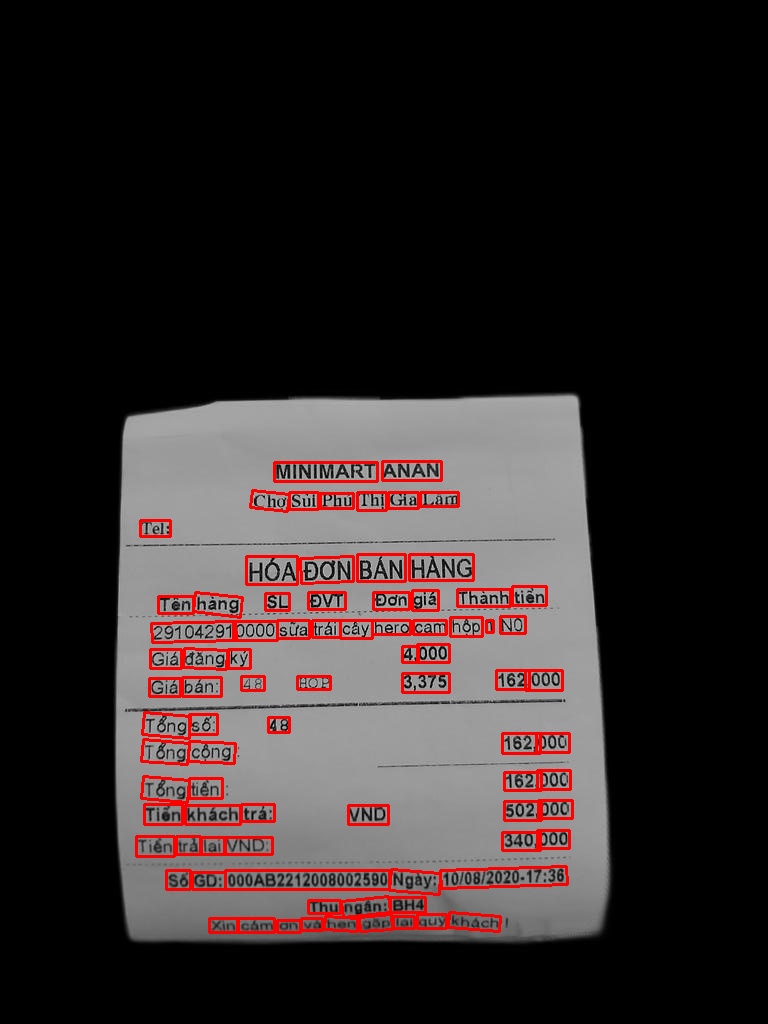 MINIMART ANAN
Chợ Sủi Phú Thị Gia Lâm
Tel:
HÓA ĐƠN BÁN HÀNG
Tên hàng SL ĐVT Đơn giá Thành tiền
291042910000 sữa trái cây hero cam hộp N0
Giá đăng ký 4,000
Giá bán: 48 HOP 3,375 162,000
Tổng số: 48
Tổng cộng : 162,000
Tổng tiền : 162,000
Tiền khách trả: VND 502,000
Tiền trả lại VND: 340,000
Số GD: 000AB2212008002590 Ngày: 10/08/2020-17:36
Thu ngân: BH4
Xin cảm ơn và hẹn gặp lại quý khách !